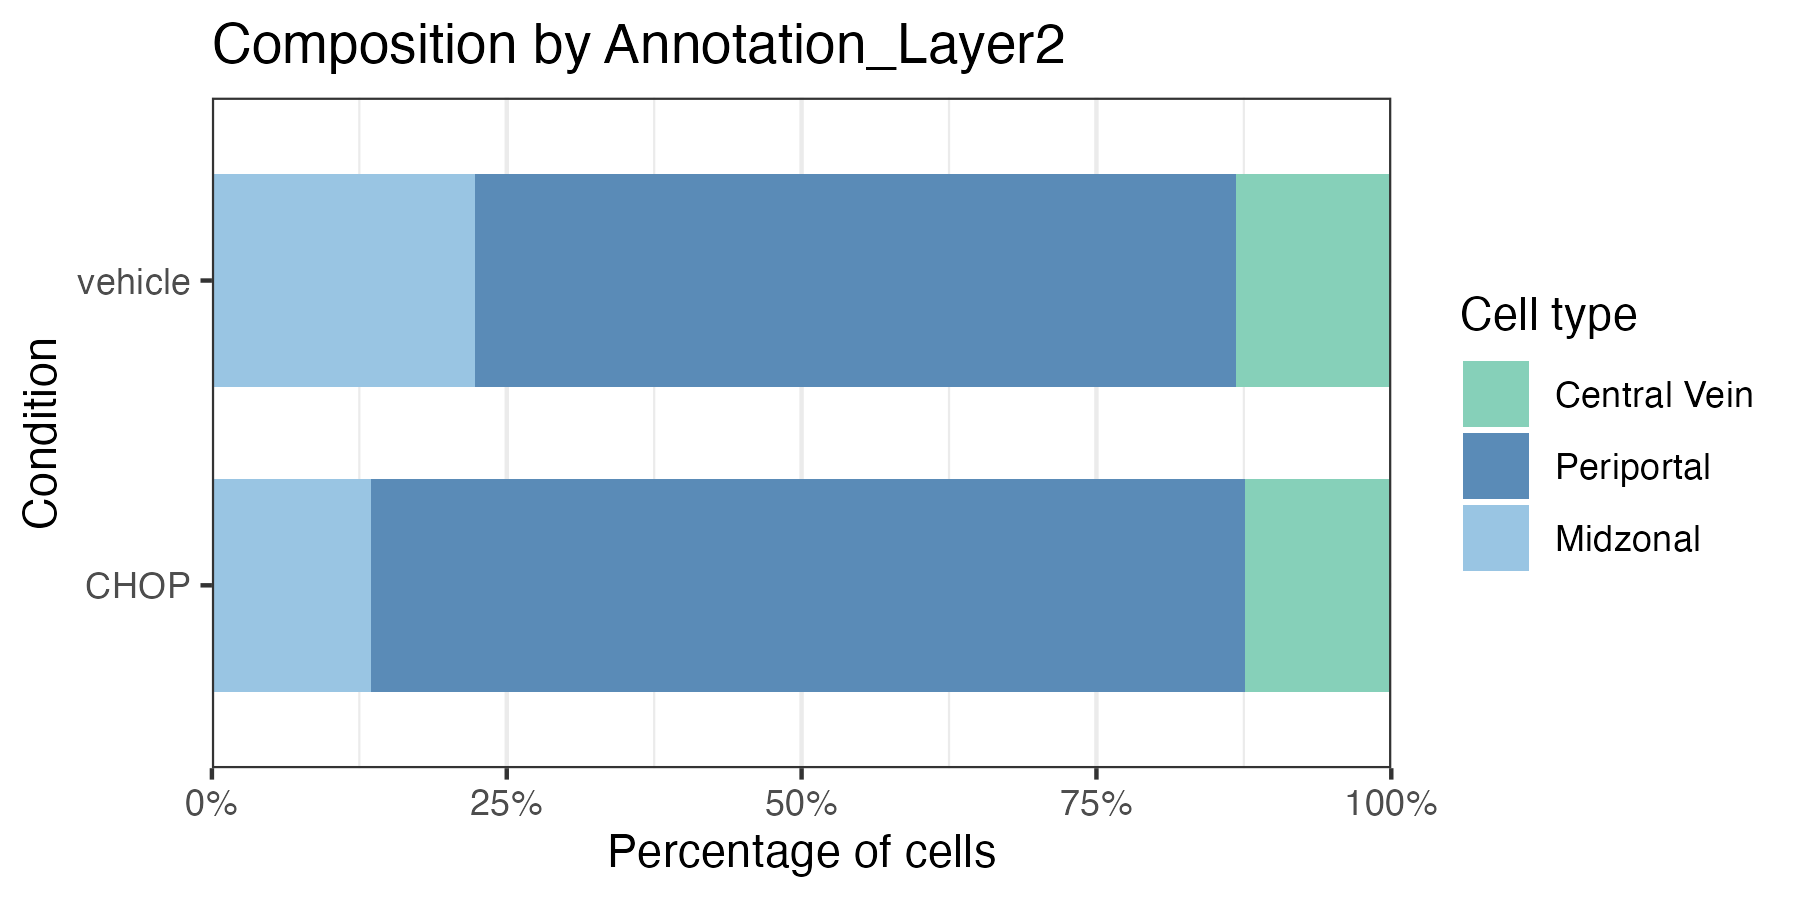 Composition by Annotation_Layer2
Condition
vehicle
CHOP
0% 25% 50% 75% 100%
Percentage of cells
Cell type
Central Vein
Periportal
Midzonal